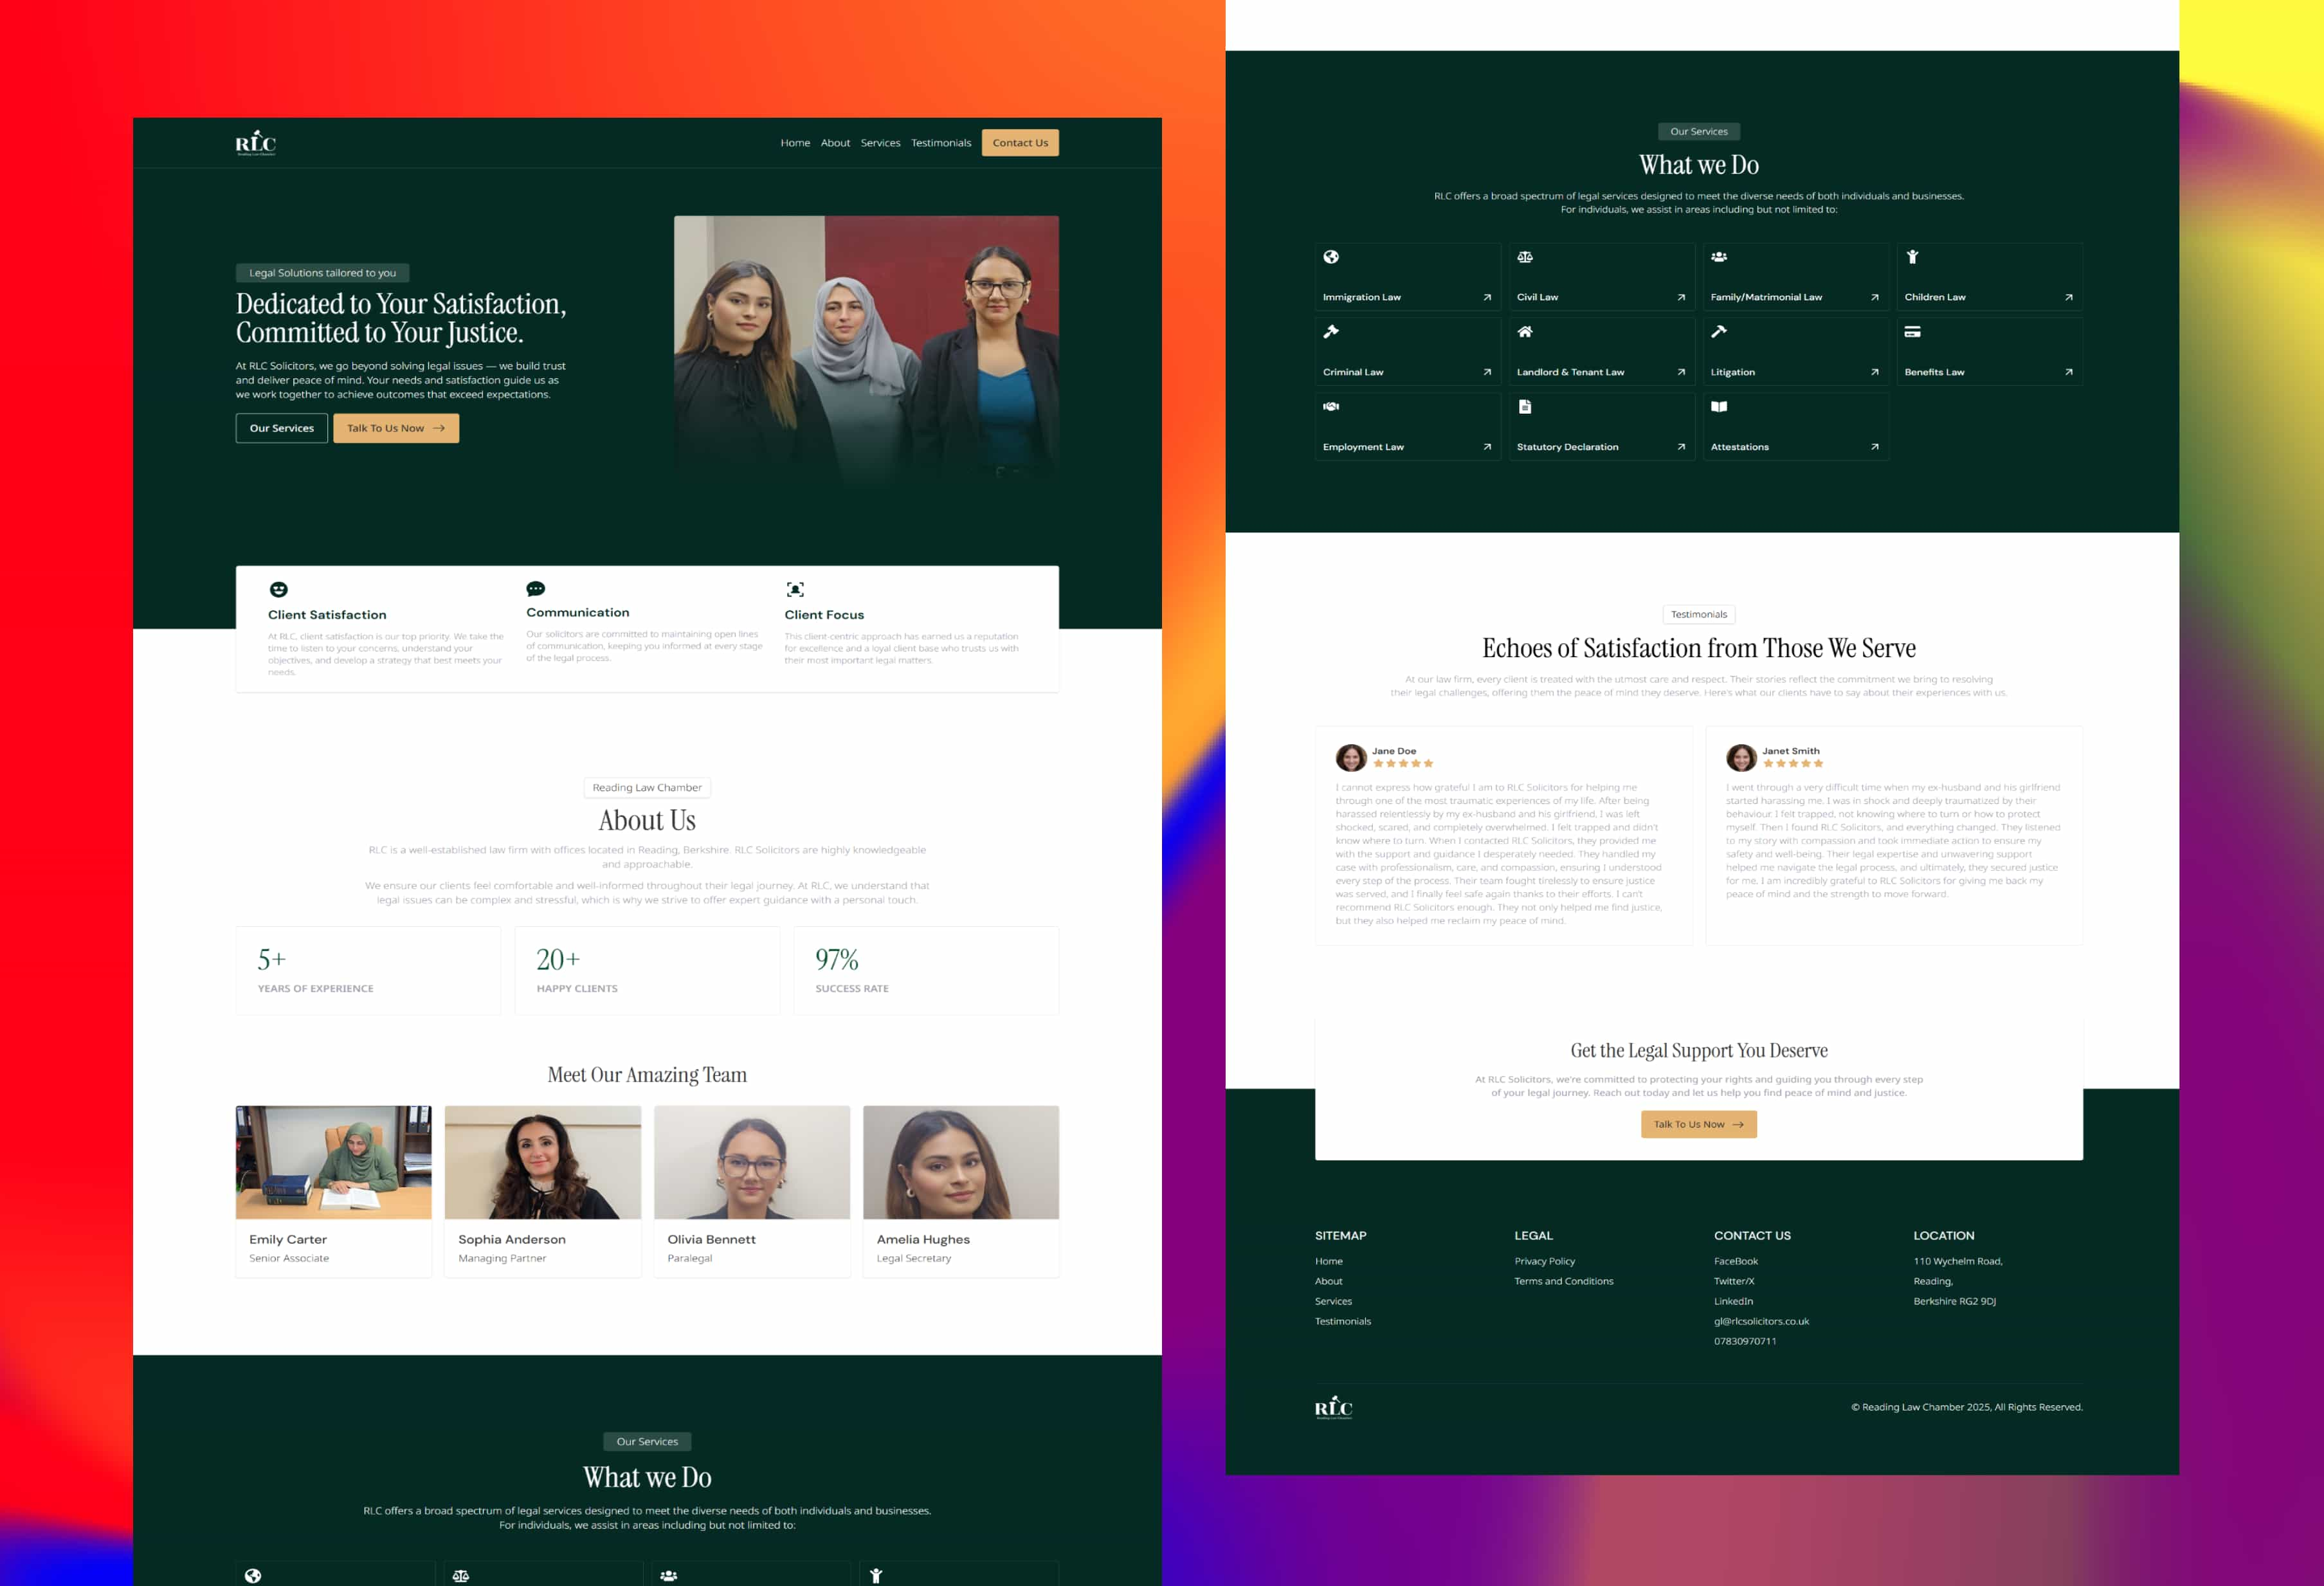 RLC
Reading Law Chamber
Home About Services Testimonials Contact Us
Legal Solutions tailored to you
Dedicated to Your Satisfaction,
Committed to Your Justice.
At RLC Solicitors, we go beyond solving legal issues — we build trust
and deliver peace of mind. Your needs and satisfaction guide us as
we work together to achieve outcomes that exceed expectations.
Our Services Talk To Us Now
Client Satisfaction
At RLC, client satisfaction is our top priority. We take the
time to listen to your concerns, understand your
objectives, and develop a strategy that best meets your
needs.
Communication
Our solicitors are committed to maintaining open lines
of communication, keeping you informed at every stage
of the legal process.
Client Focus
This client-centric approach has earned us a reputation
for excellence and a loyal client base who trusts us with
their most important legal matters.
Reading Law Chamber
About Us
RLC is a well-established law firm with offices located in Reading, Berkshire. RLC Solicitors are highly knowledgeable
and approachable.
We ensure our clients feel comfortable and well-informed throughout their legal journey. At RLC, we understand that
legal issues can be complex and stressful, which is why we strive to offer expert guidance with a personal touch.
5+
YEARS OF EXPERIENCE
20+
HAPPY CLIENTS
97%
SUCCESS RATE
Meet Our Amazing Team
Emily Carter
Senior Associate
Sophia Anderson
Managing Partner
Olivia Bennett
Paralegal
Amelia Hughes
Legal Secretary
Our Services
What we Do
RLC offers a broad spectrum of legal services designed to meet the diverse needs of both individuals and businesses.
For individuals, we assist in areas including but not limited to:
Our Services
What we Do
RLC offers a broad spectrum of legal services designed to meet the diverse needs of both individuals and businesses.
For individuals, we assist in areas including but not limited to:
Immigration Law
Civil Law
Family/Matrimonial Law
Children Law
Criminal Law
Landlord & Tenant Law
Litigation
Benefits Law
Employment Law
Statutory Declaration
Attestations
Testimonials
Echoes of Satisfaction from Those We Serve
At our law firm, every client is treated with the utmost care and respect. Their stories reflect the commitment we bring to resolving
their legal challenges, offering them the peace of mind they deserve. Here's what our clients have to say about their experiences with us.
Jane Doe
I cannot express how grateful I am to RLC Solicitors for helping me
through one of the most traumatic experiences of my life. After being
harassed relentlessly by my ex-husband and his girlfriend, I was left
shocked, scared, and completely overwhelmed. I felt trapped and didn't
know where to turn. When I contacted RLC Solicitors, they provided me
with the support and guidance I desperately needed. They handled my
case with professionalism, care, and compassion, ensuring I understood
every step of the process. Their team fought tirelessly to ensure justice
was served, and I finally feel safe again thanks to their efforts. I can't
recommend RLC Solicitors enough. They not only helped me find justice,
but they also helped me reclaim my peace of mind.
Janet Smith
I went through a very difficult time when my ex-husband and his girlfriend
started harassing me. I was in shock and deeply traumatized by their
behaviour. I felt trapped, not knowing where to turn or how to protect
myself. Then I found RLC Solicitors, and everything changed. They listened
to my story with compassion and took immediate action to ensure my
safety and well-being. Their legal expertise and unwavering support
helped me navigate the legal process, and ultimately, they secured justice
for me. I am incredibly grateful to RLC Solicitors for giving me back my
peace of mind and the strength to move forward.
Get the Legal Support You Deserve
At RLC Solicitors, we're committed to protecting your rights and guiding you through every step
of your legal journey. Reach out today and let us help you find peace of mind and justice.
Talk To Us Now
SITEMAP
Home
About
Services
Testimonials
LEGAL
Privacy Policy
Terms and Conditions
CONTACT US
FaceBook
Twitter/X
LinkedIn
gl@rlcsolicitors.co.uk
07830970711
LOCATION
110 Wychelm Road,
Reading,
Berkshire RG2 9DJ
RLC
Reading Law Chamber
© Reading Law Chamber 2025, All Rights Reserved.